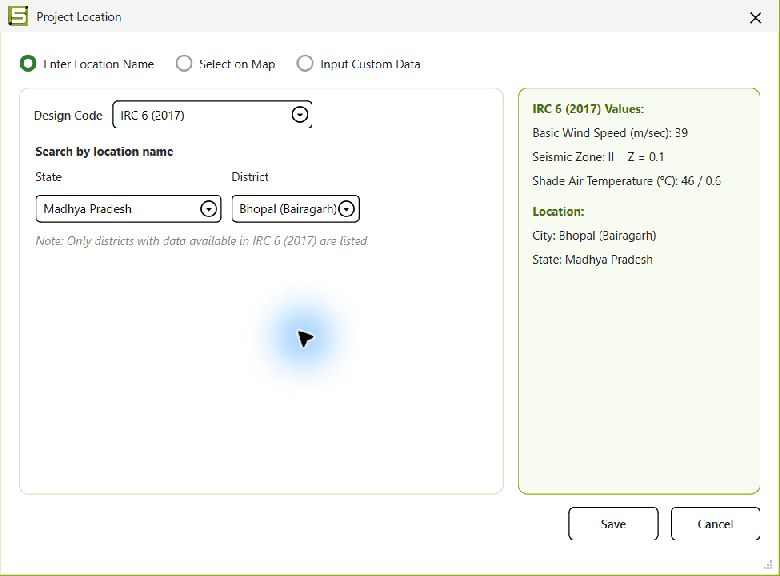 Project Location
Enter Location Name
Select on Map
Input Custom Data
Design Code
IRC 6 (2017)
Search by location name
State
District
Madhya Pradesh
Bhopal (Bairagarh)
Note: Only districts with data available in IRC 6 (2017) are listed.
IRC 6 (2017) Values:
Basic Wind Speed (m/sec): 39
Seismic Zone: II Z = 0.1
Shade Air Temperature (°C): 46 / 0.6
Location:
City: Bhopal (Bairagarh)
State: Madhya Pradesh
Save
Cancel